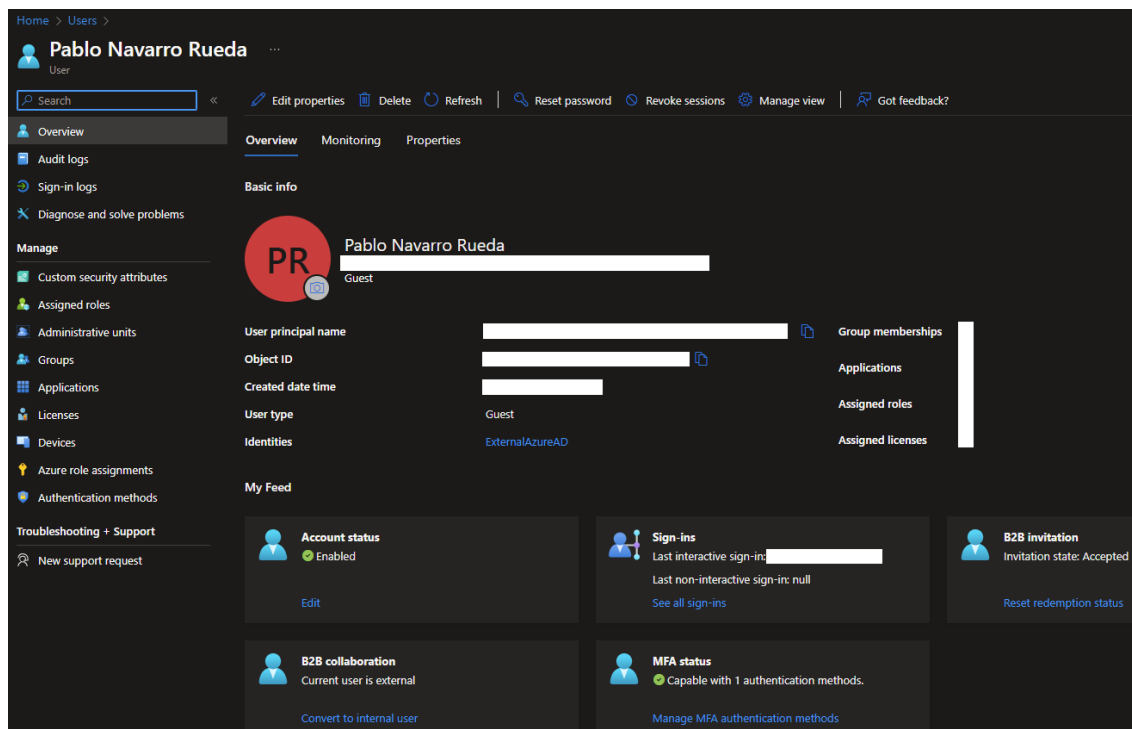 Home > Users >
Pablo Navarro Rueda ...
User
Search «
Edit properties Delete Refresh Reset password Revoke sessions Manage view Got feedback?
Overview
Audit logs
Sign-in logs
Diagnose and solve problems
Manage
Custom security attributes
Assigned roles
Administrative units
Groups
Applications
Licenses
Devices
Azure role assignments
Authentication methods
Troubleshooting + Support
New support request
Overview Monitoring Properties
Basic info
PR
Pablo Navarro Rueda
Guest
User principal name
Object ID
Created date time
User type Guest
Identities ExternalAzureAD
Group memberships
Applications
Assigned roles
Assigned licenses
My Feed
Account status
Enabled
Edit
Sign-ins
Last interactive sign-in:
Last non-interactive sign-in: null
See all sign-ins
B2B invitation
Invitation state: Accepted
Reset redemption status
B2B collaboration
Current user is external
Convert to internal user
MFA status
Capable with 1 authentication methods.
Manage MFA authentication methods